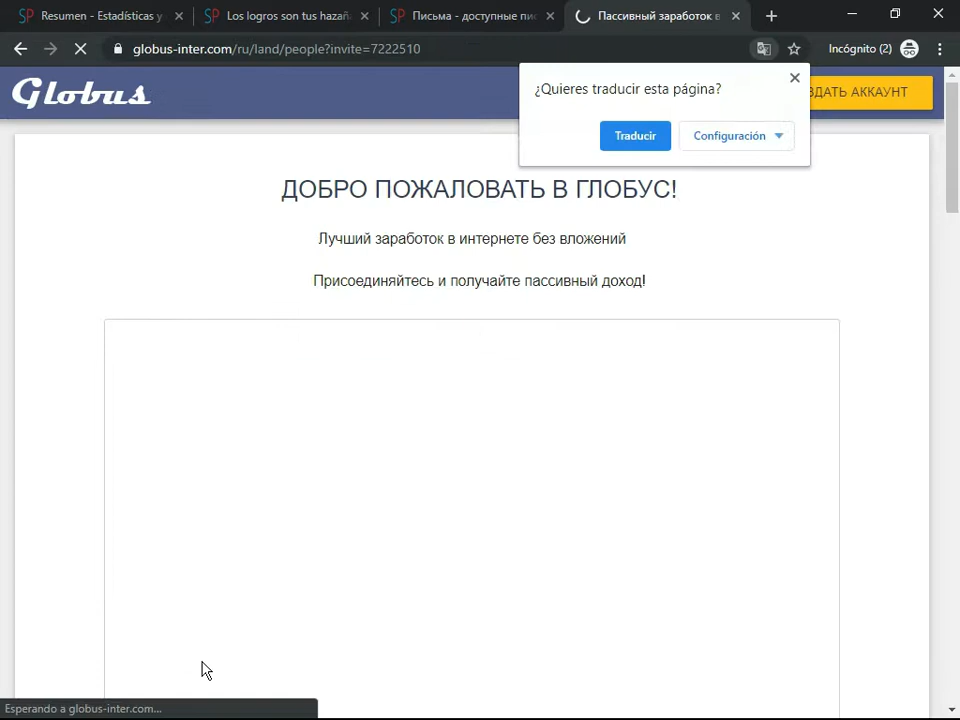 Resumen - Estadísticas y
Los logros son tus hazañ
Письма - доступные пис
Пассивный заработок в
globus-inter.com/ru/land/people?invite=7222510
Incógnito (2)
Globus
¿Quieres traducir esta página?
Traducir
Configuración
ЗДАТЬ АККАУНТ
ДОБРО ПОЖАЛОВАТЬ В ГЛОБУС!
Лучший заработок в интернете без вложений
Присоединяйтесь и получайте пассивный доход!
Esperando a globus-inter.com...